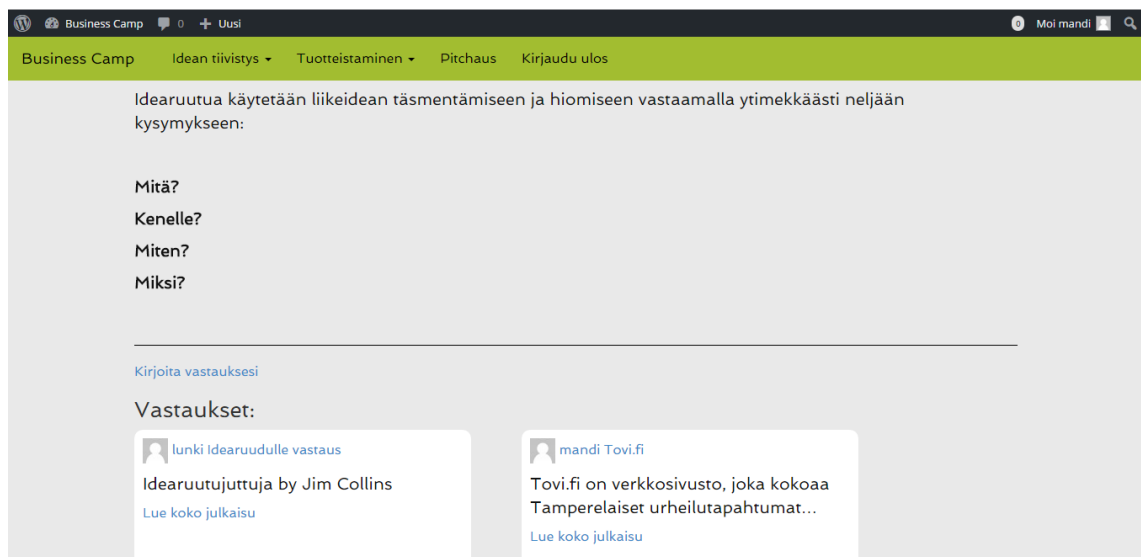 Business Camp 0 + Uusi 0 Moi mandi
Business Camp Idean tiivistys Tuotteistaminen Pitchaus Kirjaudu ulos
Idearuutua käytetään liikeidean täsmentämiseen ja hiomiseen vastaamalla ytimekkäästi neljään
kysymykseen:
Mitä?
Kenelle?
Miten?
Miksi?
Kirjoita vastauksesi
Vastaukset:
lunki Idearuudulle vastaus
Idearuutujuttuja by Jim Collins
Lue koko julkaisu
mandi Tovi.fi
Tovi.fi on verkkosivusto, joka kokoaa
Tamperelaiset urheilutapahtumat...
Lue koko julkaisu